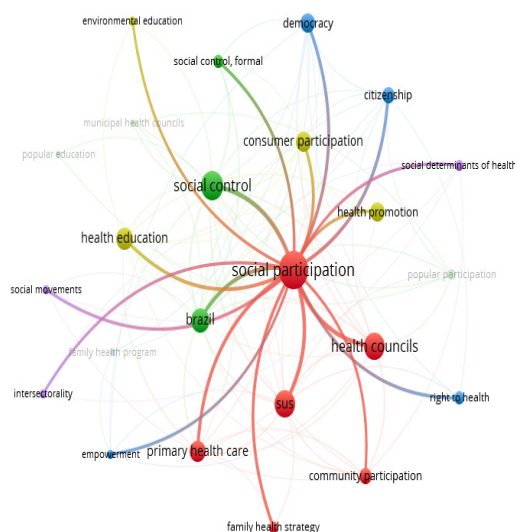 environmental education
democracy
social control, formal
citizenship
municipal health councils
consumer participation
popular education
social determinants of health
social control
health promotion
health education
social participation
popular participation
social movements
brazil
health councils
family health program
intersectorality
sus
right to health
empowerment
primary health care
community participation
family health strategy